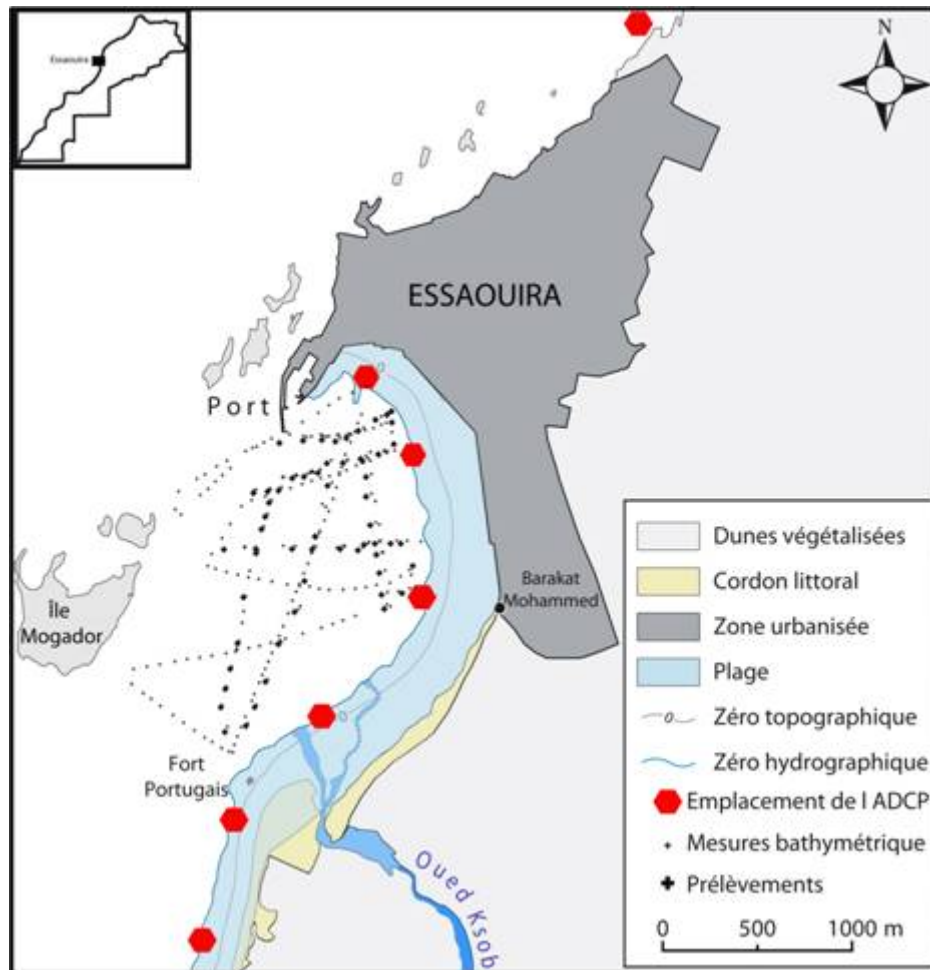 Essaouira
N
ESSAOUIRA
Port
Île
Mogador
Barakat
Mohammed
Fort
Portugais
Oued Ksob
Dunes végétalisées
Cordon littoral
Zone urbanisée
Plage
0 Zéro topographique
Zéro hydrographique
Emplacement de l ADCP
Mesures bathymétrique
Prélèvements
0 500 1000 m